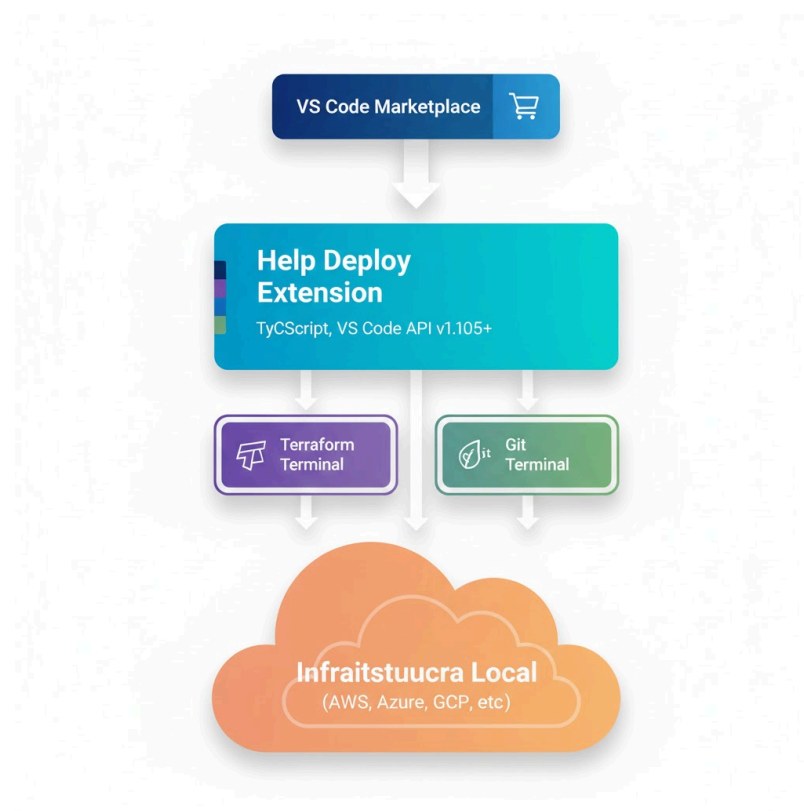 VS Code Marketplace
Help Deploy
Extension
TyCScript, VS Code API v1.105+
Terraform
Terminal
it
Git
Terminal
Infraitstuucra Local
(AWS, Azure, GCP, etc)